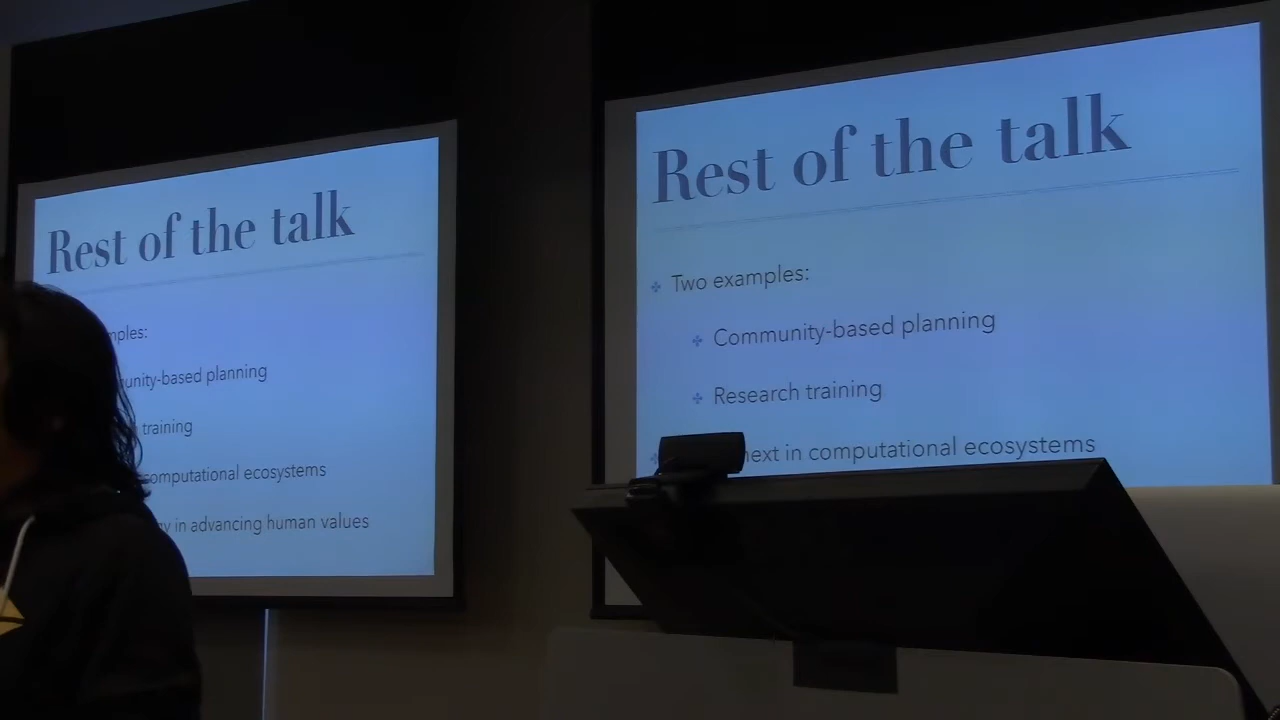 Rest of the talk
mples:
unity-based planning
training
computational ecosystems
in advancing human values
Rest of the talk
Two examples:
Community-based planning
Research training
next in computational ecosystems